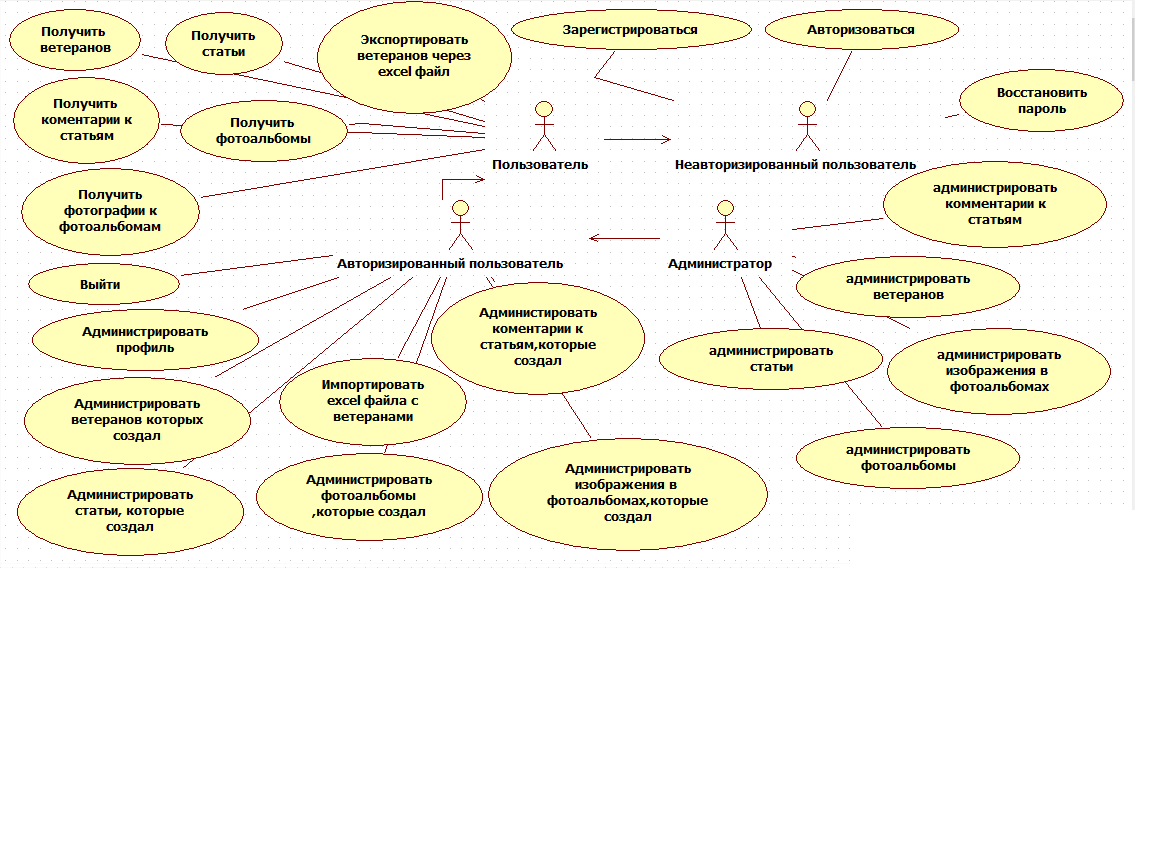 Получить
ветеранов
Получить
статьи
Экспортировать
ветеранов через
excel файл
Зарегистрироваться
Авторизоваться
Восстановить
пароль
Получить
коментарии к
статьям
Получить
фотоальбомы
Пользователь
Неавторизированный пользователь
Получить
фотографии к
фотоальбомам
администрировать
комментарии к
статьям
Авторизированный пользователь
Администратор
Выйти
администрировать
ветеранов
Администрировать
профиль
Администировать
коментарии к
статьям,которые
создал
администрировать
статьи
администрировать
изображения в
фотоальбомах
Администрировать
ветеранов которых
создал
Импортировать
excel файла с
ветеранами
администрировать
фотоальбомы
Администрировать
статьи, которые
создал
Администрировать
фотоальбомы
,которые создал
Администрировать
изображения в
фотоальбомах,которые
создал